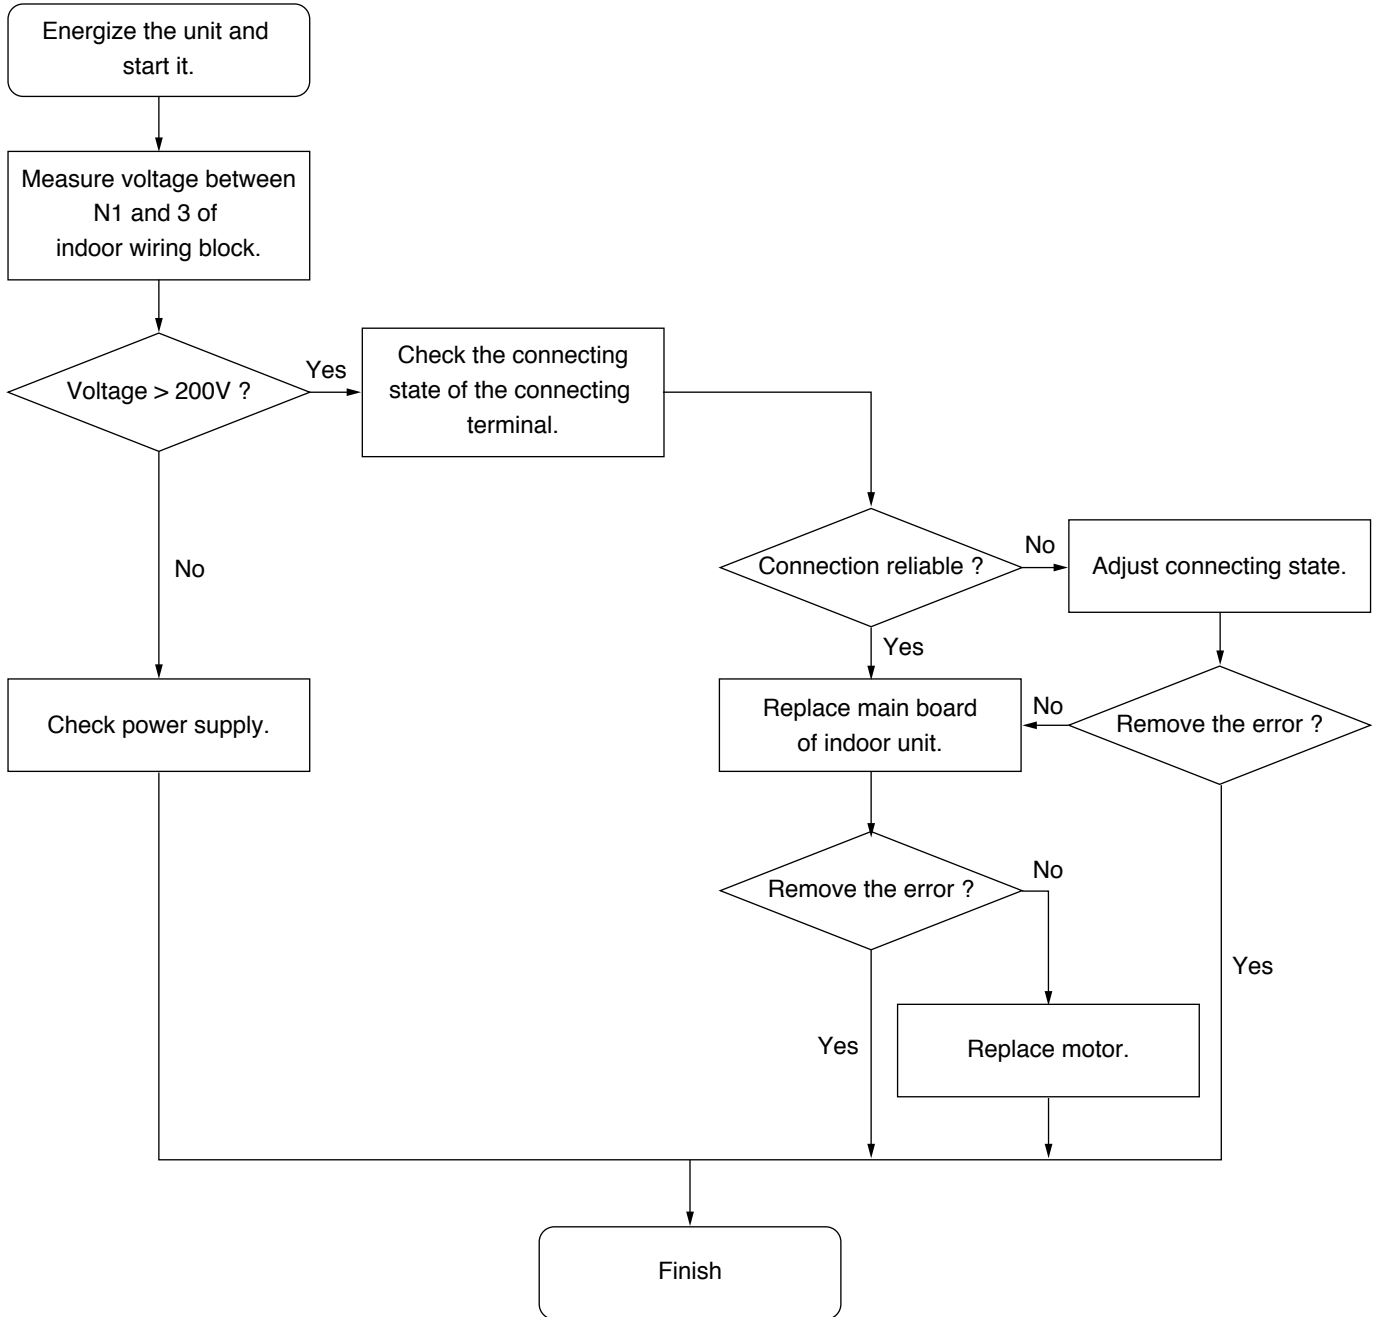 Energize the unit and
start it.
Measure voltage between
N1 and 3 of
indoor wiring block.
Voltage > 200V ?
Yes
Check the connecting
state of the connecting
terminal.
No
Connection reliable ?
No
Adjust connecting state.
Yes
Check power supply.
Replace main board
of indoor unit.
No
Remove the error ?
Remove the error ?
No
Yes
Yes
Replace motor.
Finish